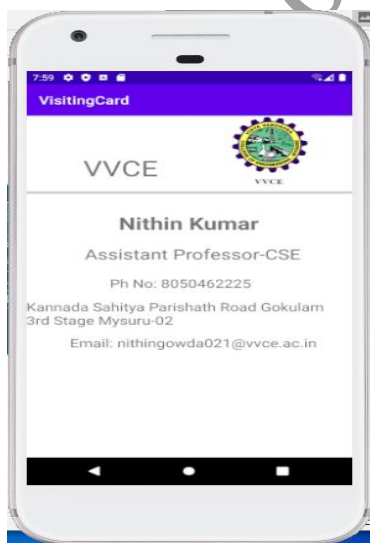 7:59
VisitingCard
VVCE
VVCE
Nithin Kumar
Assistant Professor-CSE
Ph No: 8050462225
Kannada Sahitya Parishath Road Gokulam
3rd Stage Mysuru-02
Email: nithingowda021@vvce.ac.in